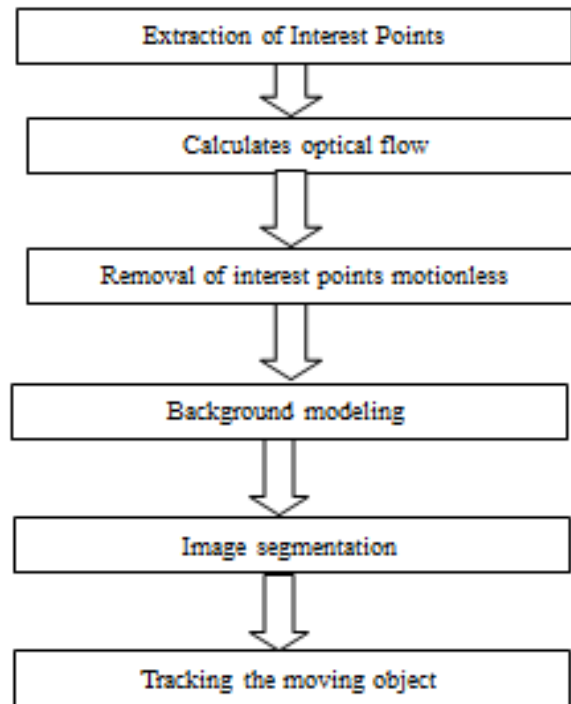 Extraction of Interest Points
Calculates optical flow
Removal of interest points motionless
Background modeling
Image segmentation
Tracking the moving object